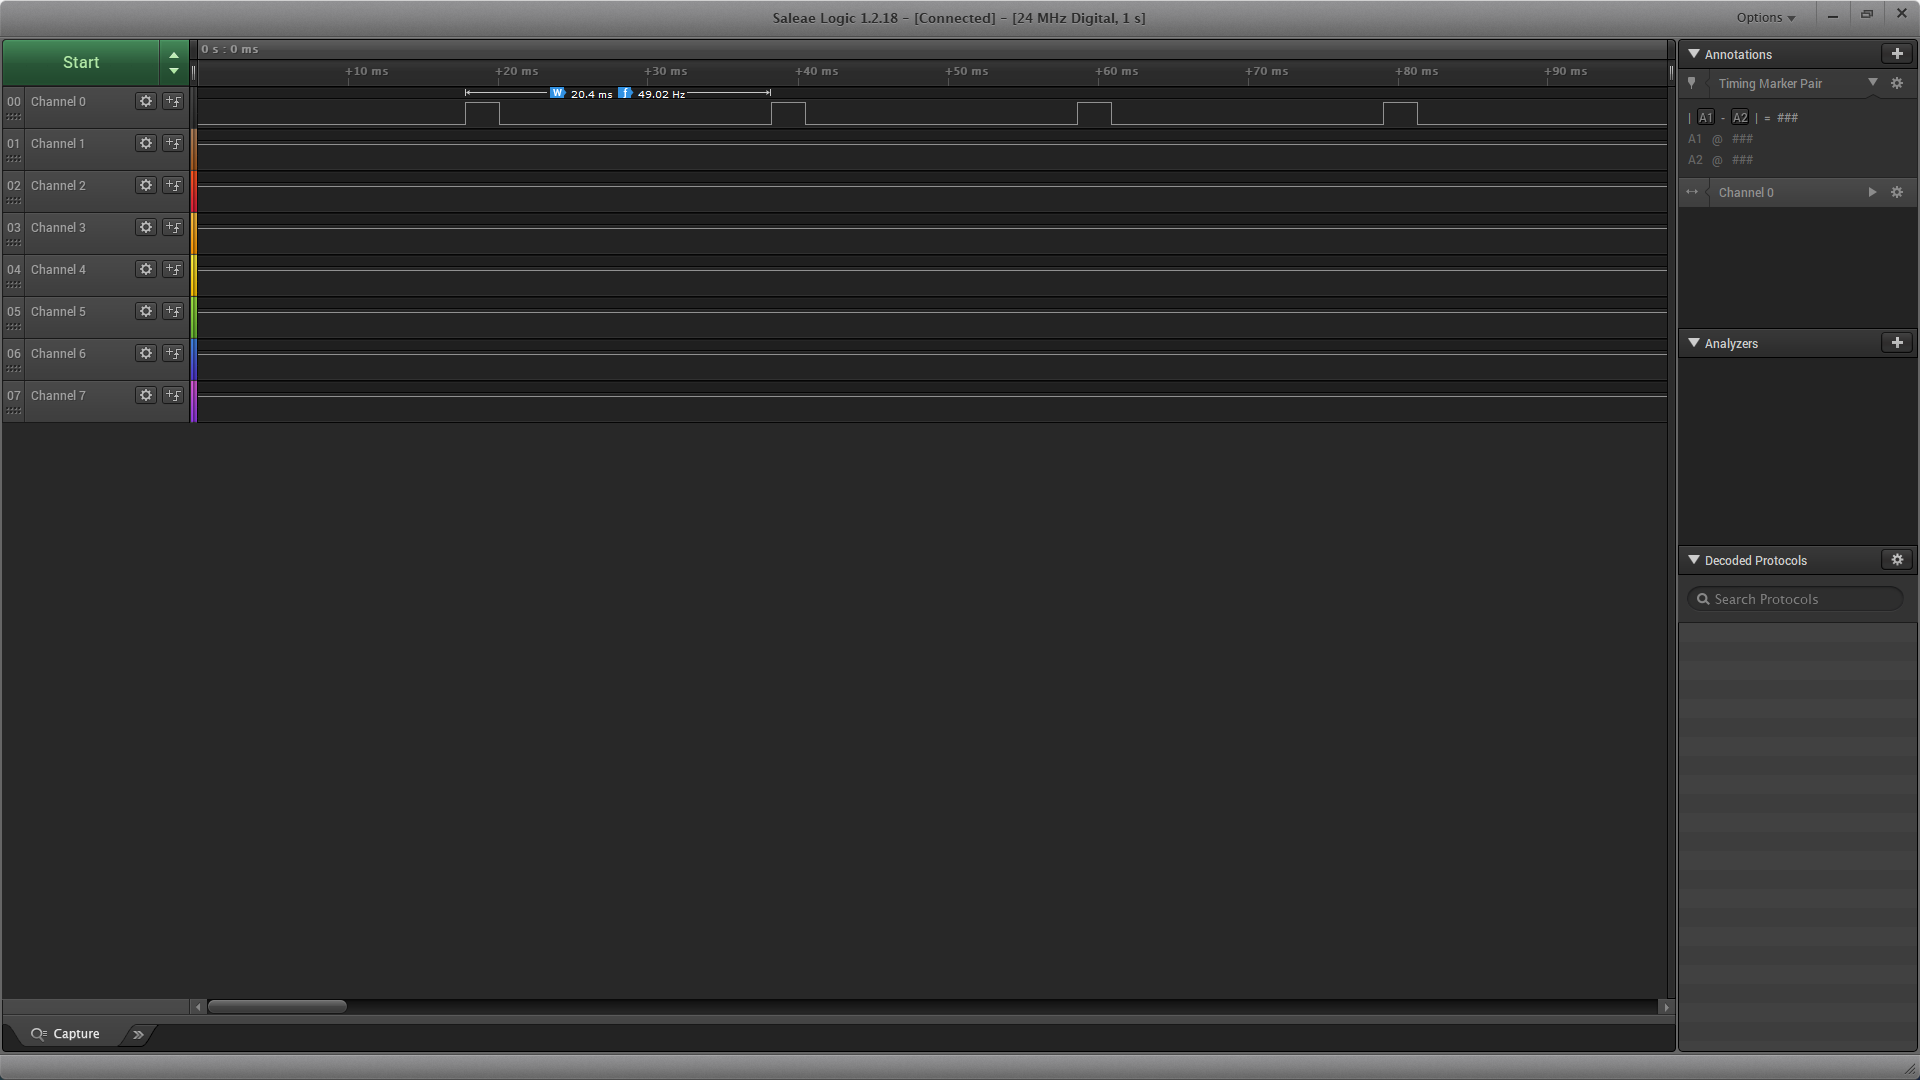 Saleae Logic 1.2.18 - [Connected] - [24 MHz Digital, 1 s]
Options
Start
0 s : 0 ms
+10 ms +20 ms +30 ms +40 ms +50 ms +60 ms +70 ms +80 ms +90 ms
W 20.4 ms f 49.02 Hz
00 Channel 0
01 Channel 1
02 Channel 2
03 Channel 3
04 Channel 4
05 Channel 5
06 Channel 6
07 Channel 7
Annotations
Timing Marker Pair
| A1 - A2 | = ###
A1 @ ###
A2 @ ###
Channel 0
Analyzers
Decoded Protocols
Search Protocols
Capture